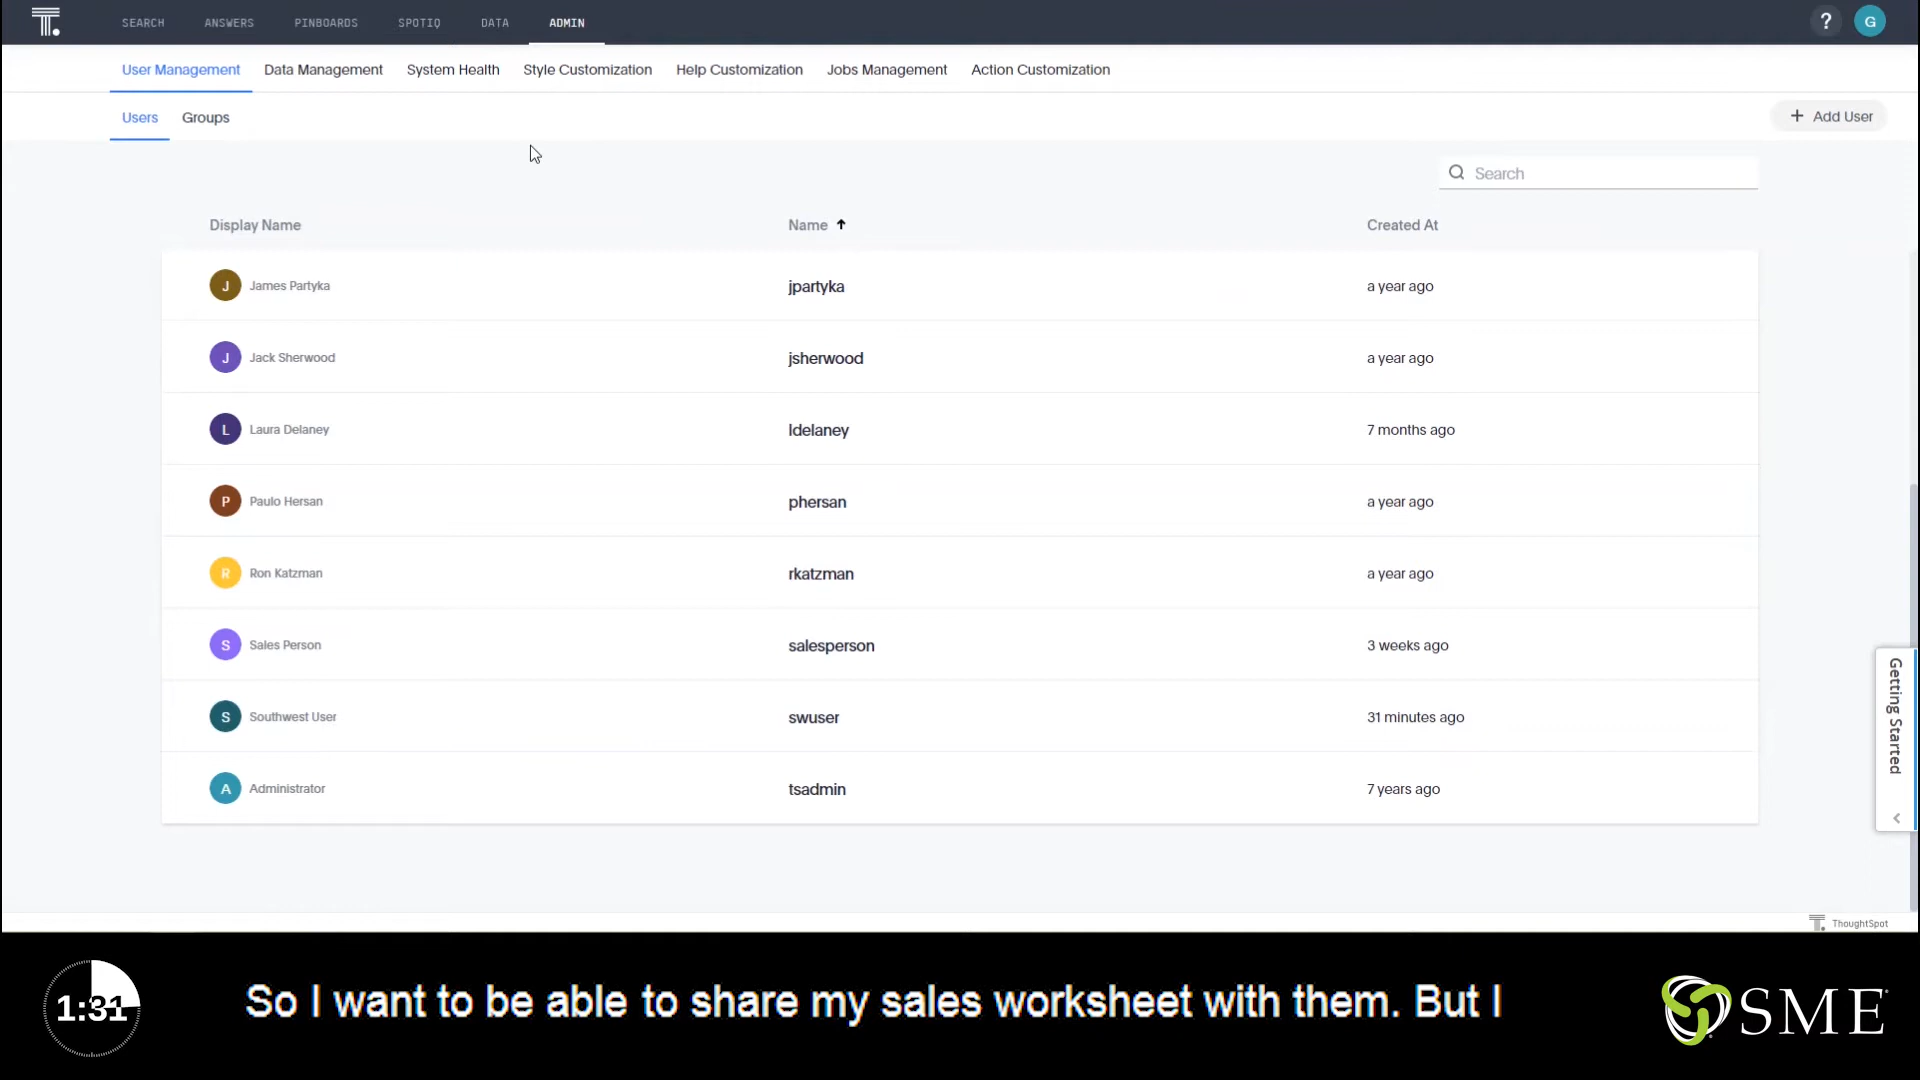 T. SEARCH ANSWERS PINBOARDS SPOTIQ DATA ADMIN ? G
User Management Data Management System Health Style Customization Help Customization Jobs Management Action Customization
Users Groups + Add User
Search
Display Name Name ↑ Created At
J James Partyka jpartyka a year ago
J Jack Sherwood jsherwood a year ago
L Laura Delaney ldelaney 7 months ago
P Paulo Hersan phersan a year ago
R Ron Katzman rkatzman a year ago
S Sales Person salesperson 3 weeks ago
S Southwest User swuser 31 minutes ago
A Administrator tsadmin 7 years ago
Getting Started
ThoughtSpot
1:31 So I want to be able to share my sales worksheet with them. But I SME